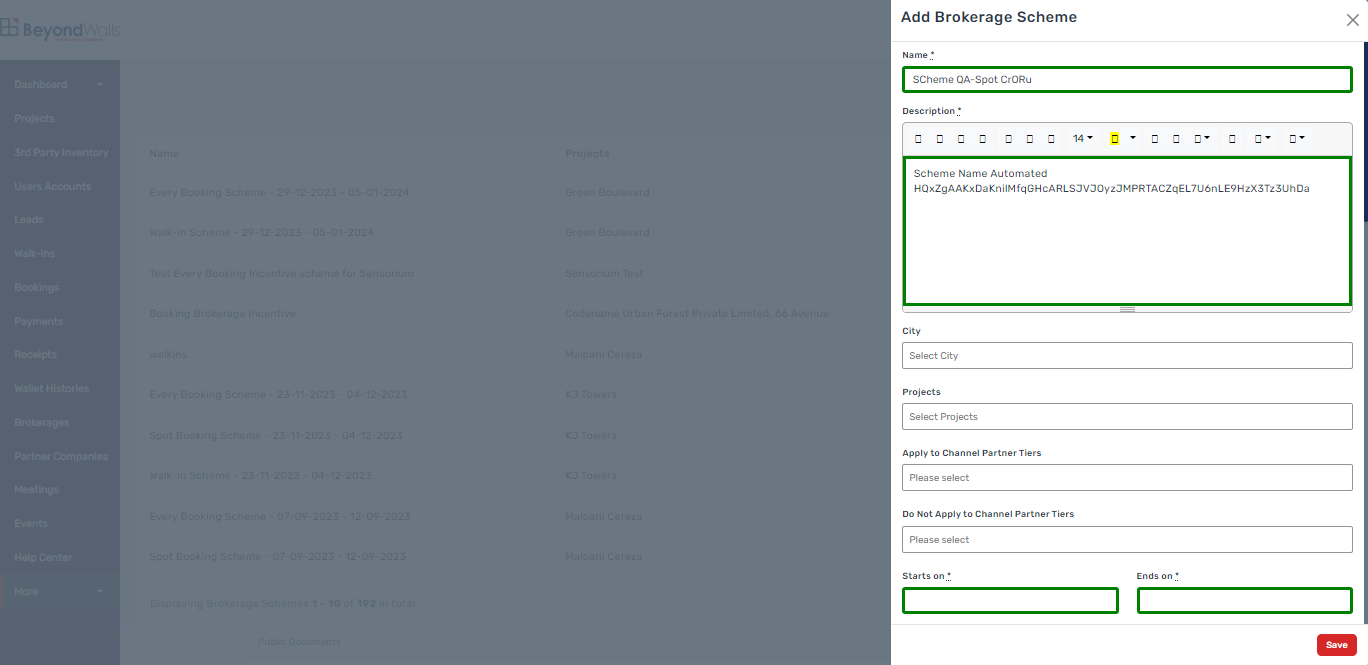 BeyondWalls
Dashboard
Projects
3rd Party Inventory
Users Accounts
Leads
Walk-ins
Bookings
Payments
Receipts
Wallet Histories
Brokerages
Partner Companies
Meetings
Events
Help Center
More
Name Projects
Every Booking Scheme - 29-12-2023 - 05-01-2024 Green Boulevard
Walk-in Scheme - 29-12-2023 - 05-01-2024 Green Boulevard
Test Every Booking Incentive scheme for Sensorium Sensorium Test
Booking Brokerage Incentive Codename Urban Forest Private Limited, 66 Avenue
walkins Malpani Cereza
Every Booking Scheme - 23-11-2023 - 04-12-2023 KJ Towers
Spot Booking Scheme - 23-11-2023 - 04-12-2023 KJ Towers
Walk-in Scheme - 23-11-2023 - 04-12-2023 KJ Towers
Every Booking Scheme - 07-09-2023 - 12-09-2023 Malpani Cereza
Spot Booking Scheme - 07-09-2023 - 12-09-2023 Malpani Cereza
Displaying Brokerage Schemes 1 - 10 of 192 in total
Public Documents
Add Brokerage Scheme
Name *
SCheme QA-Spot CrORu
Description *
14
Scheme Name Automated
HQxZgAAKxDaKniIMfqGHcARLSJVJOyzJMPRTACZqEL7U6nLE9HzX3Tz3UhDa
City
Select City
Projects
Select Projects
Apply to Channel Partner Tiers
Please select
Do Not Apply to Channel Partner Tiers
Please select
Starts on * Ends on *
Save